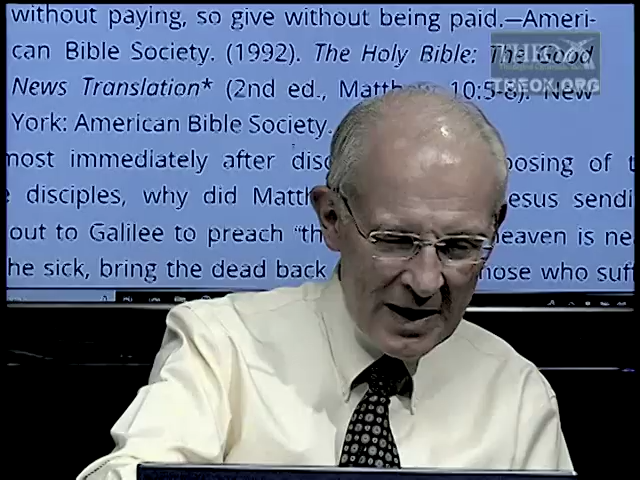 without paying, so give without being paid.—Ameri-
can Bible Society. (1992). The Holy Bible: The Good
News Translation* (2nd ed., Matthew 10:5-8). New
York: American Bible Society.
most immediately after disc posing of t
e disciples, why did Matth esus sendi
out to Galilee to preach “th heaven is ne
he sick, bring the dead back hose who suff
THEOX.ORG